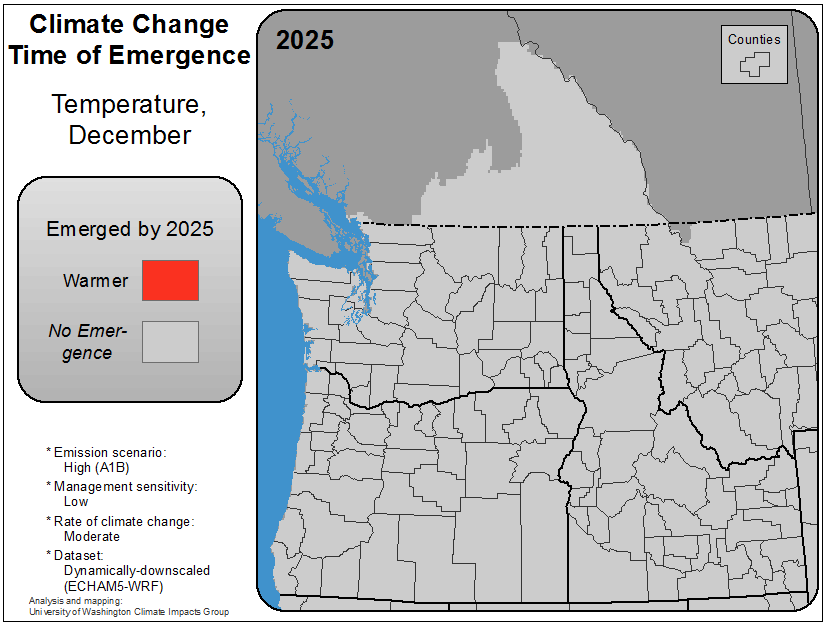 Climate Change
Time of Emergence
Temperature,
December
Emerged by 2025
Warmer
No Emer-
gence
* Emission scenario:
High (A1B)
* Management sensitivity:
Low
* Rate of climate change:
Moderate
* Dataset:
Dynamically-downscaled
(ECHAM5-WRF)
Analysis and mapping:
University of Washington Climate Impacts Group
2025
Counties